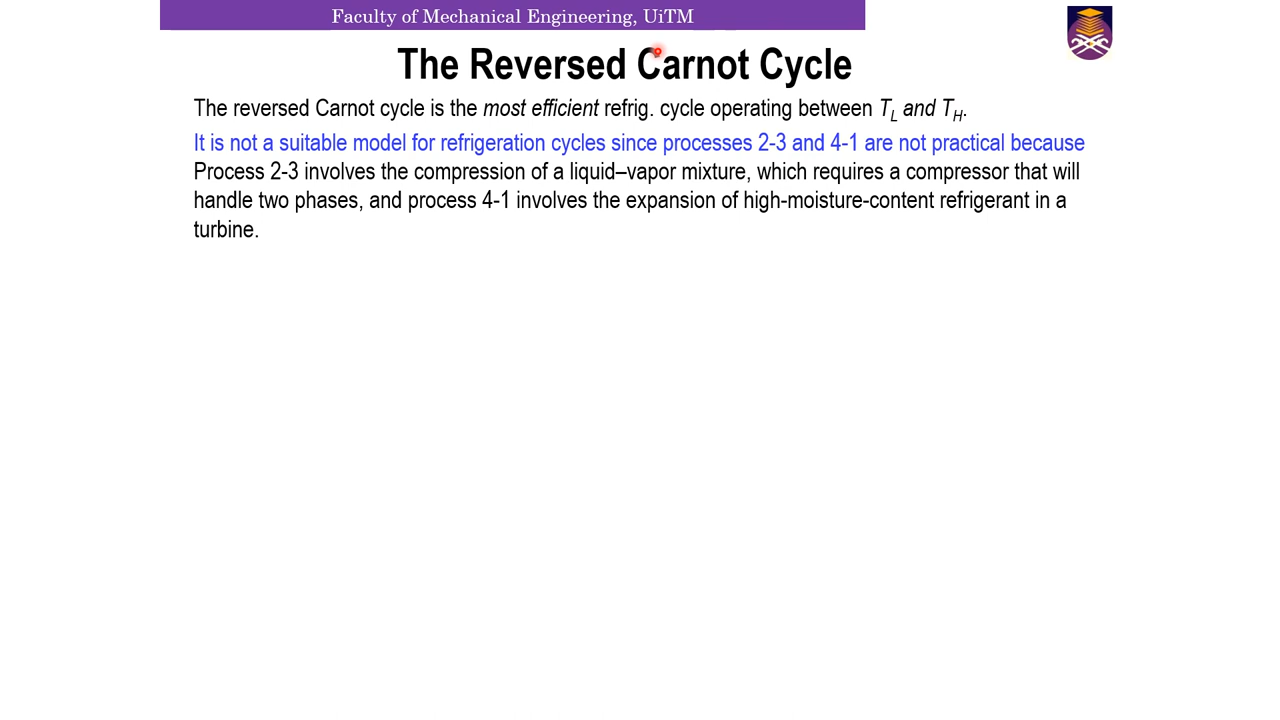 Faculty of Mechanical Engineering, UiTM
The Reversed Carnot Cycle
The reversed Carnot cycle is the most efficient refrig. cycle operating between TL and TH.
It is not a suitable model for refrigeration cycles since processes 2-3 and 4-1 are not practical because
Process 2-3 involves the compression of a liquid–vapor mixture, which requires a compressor that will
handle two phases, and process 4-1 involves the expansion of high-moisture-content refrigerant in a
turbine.